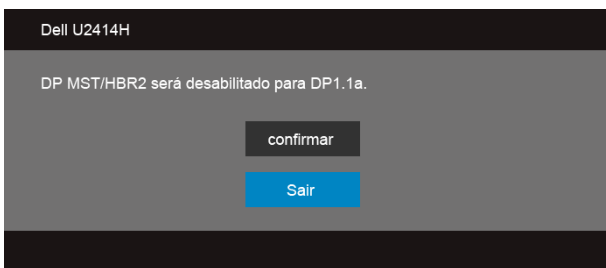 Dell U2414H
DP MST/HBR2 será desabilitado para DP1.1a.
confirmar
Sair